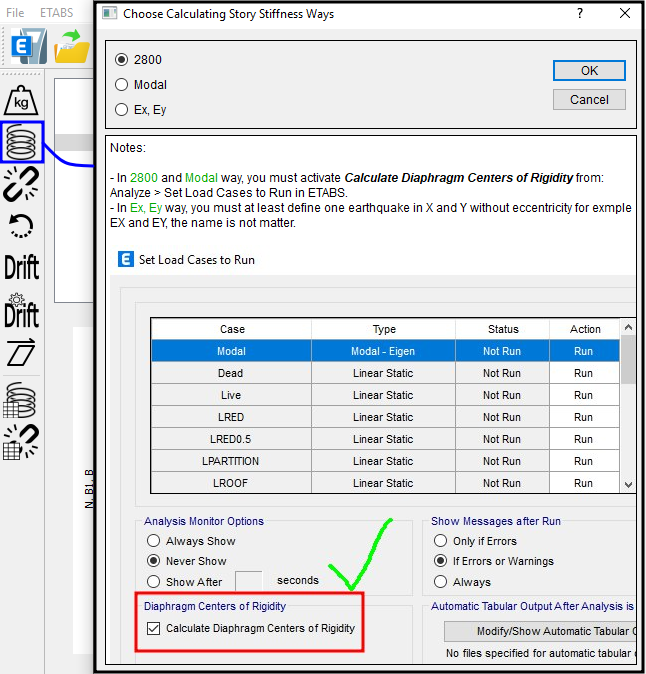 File ETABS
Choose Calculating Story Stiffness Ways
?
E
2800
Modal
Ex, Ey
OK
Cancel
kg
Drift
Drift
N, B1, B
Notes:
- In 2800 and Modal way, you must activate Calculate Diaphragm Centers of Rigidity from:
Analyze > Set Load Cases to Run in ETABS.
- In Ex, Ey way, you must at least define one earthquake in X and Y without eccentricity for exmple
EX and EY, the name is not matter.
E Set Load Cases to Run
Case Type Status Action
Modal Modal - Eigen Not Run Run
Dead Linear Static Not Run Run
Live Linear Static Not Run Run
LRED Linear Static Not Run Run
LRED0.5 Linear Static Not Run Run
LPARTITION Linear Static Not Run Run
LROOF Linear Static Not Run Run
Analysis Monitor Options
Always Show
Never Show
Show After seconds
Show Messages after Run
Only if Errors
If Errors or Warnings
Always
Diaphragm Centers of Rigidity
Calculate Diaphragm Centers of Rigidity
Automatic Tabular Output After Analysis is
Modify/Show Automatic Tabular
No files specified for automatic tabular